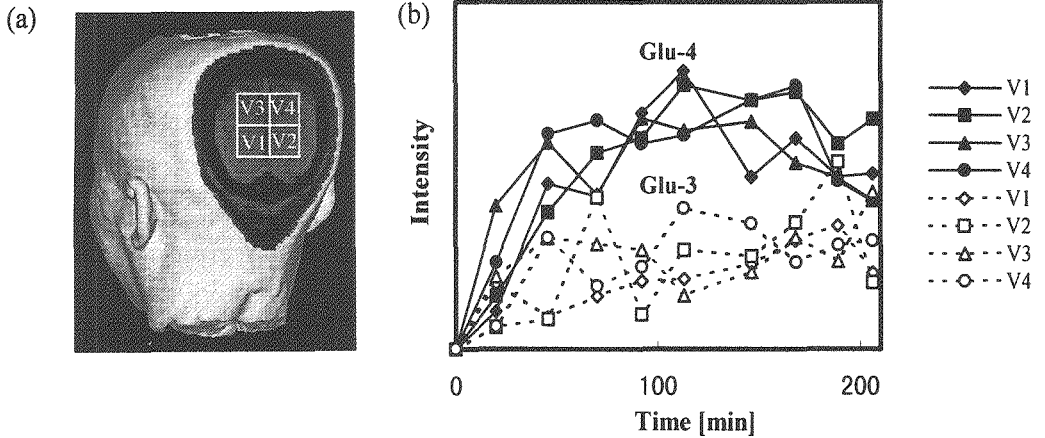 (a)
V3 V4
V1 V2
(b)
Glu-4
Glu-3
Intensity
0 100 200
Time [min]
V1
V2
V3
V4
V1
V2
V3
V4